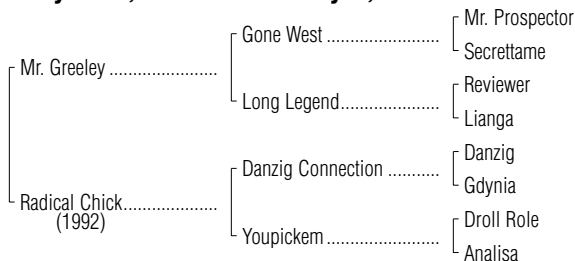 Gone West ........................
Mr. Prospector
Secrettame
Mr. Greeley .......................
Long Legend.....................
Reviewer
Lianga
Danzig Connection ...........
Danzig
Gdynia
Radical Chick....................
(1992)
Youpickem ........................
Droll Role
Analisa